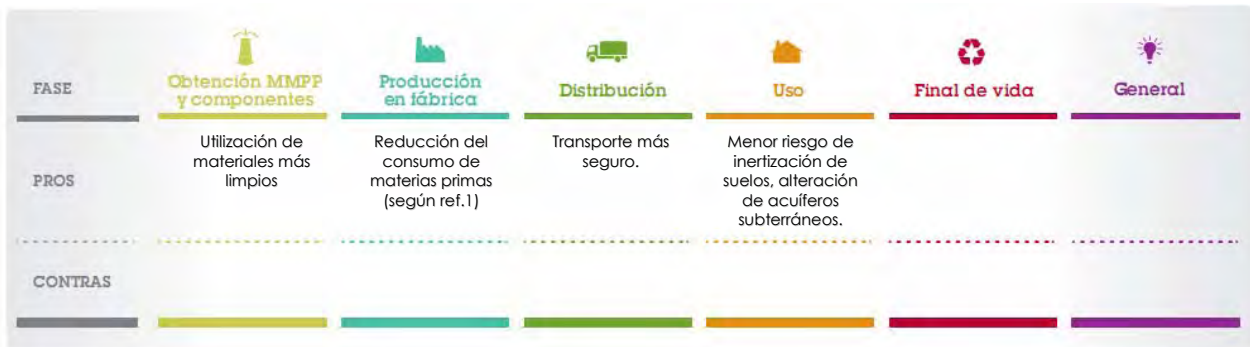 FASE
Obtención MMPP
y componentes
Producción
en fábrica
Distribución
Uso
Final de vida
General
PROS
Utilización de
materiales más
limpios
Reducción del
consumo de
materias primas
(según ref.1)
Transporte más
seguro.
Menor riesgo de
inertización de
suelos, alteración
de acuíferos
subterráneos.
CONTRAS